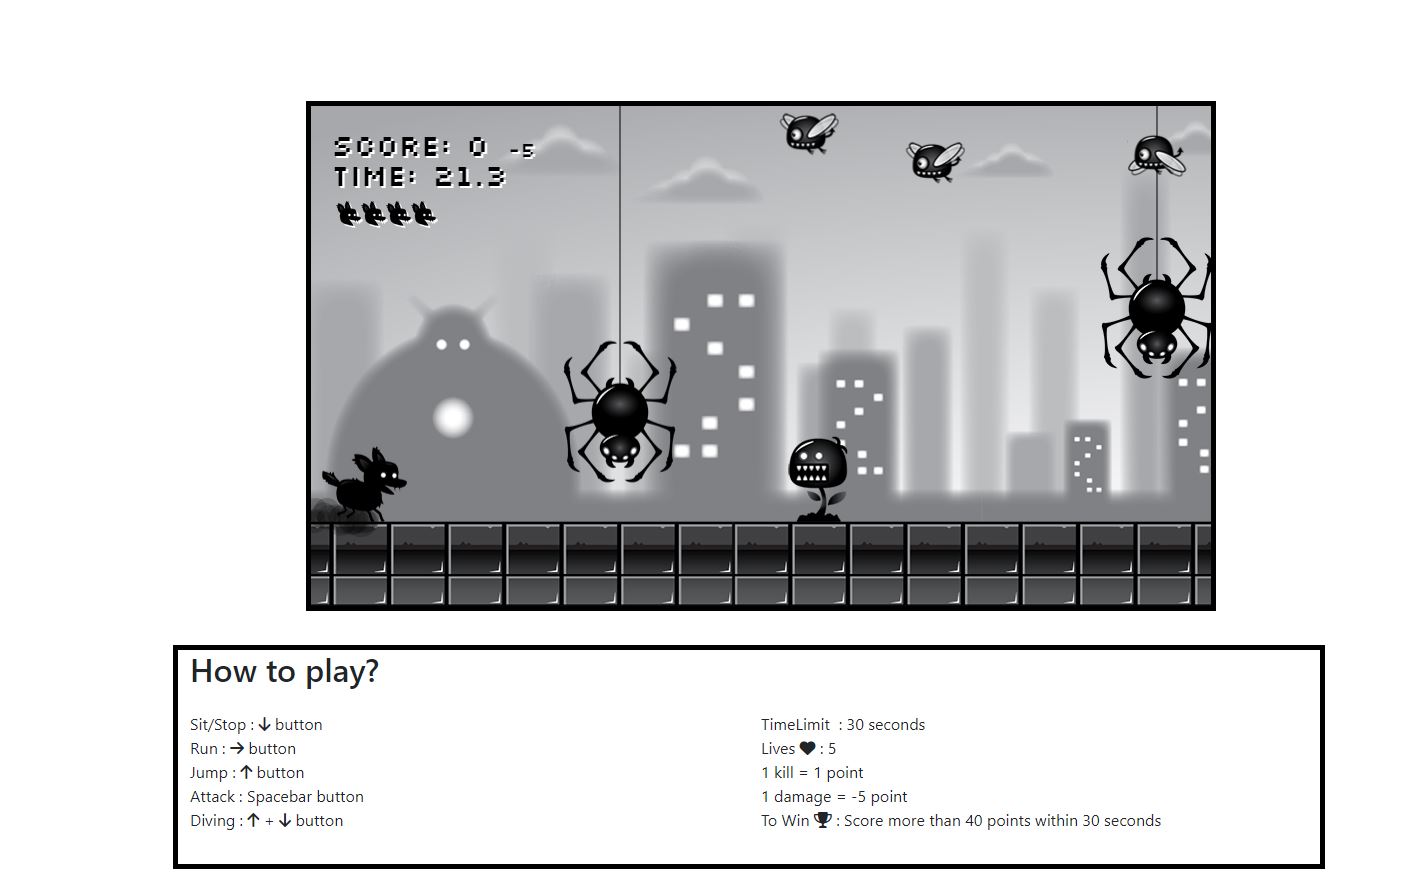 SCORE: 0 -5
TIME: 21.3
How to play?
Sit/Stop : ↓ button
Run : → button
Jump : ↑ button
Attack : Spacebar button
Diving : ↑ + ↓ button
TimeLimit : 30 seconds
Lives ♥ : 5
1 kill = 1 point
1 damage = -5 point
To Win 🏆 : Score more than 40 points within 30 seconds